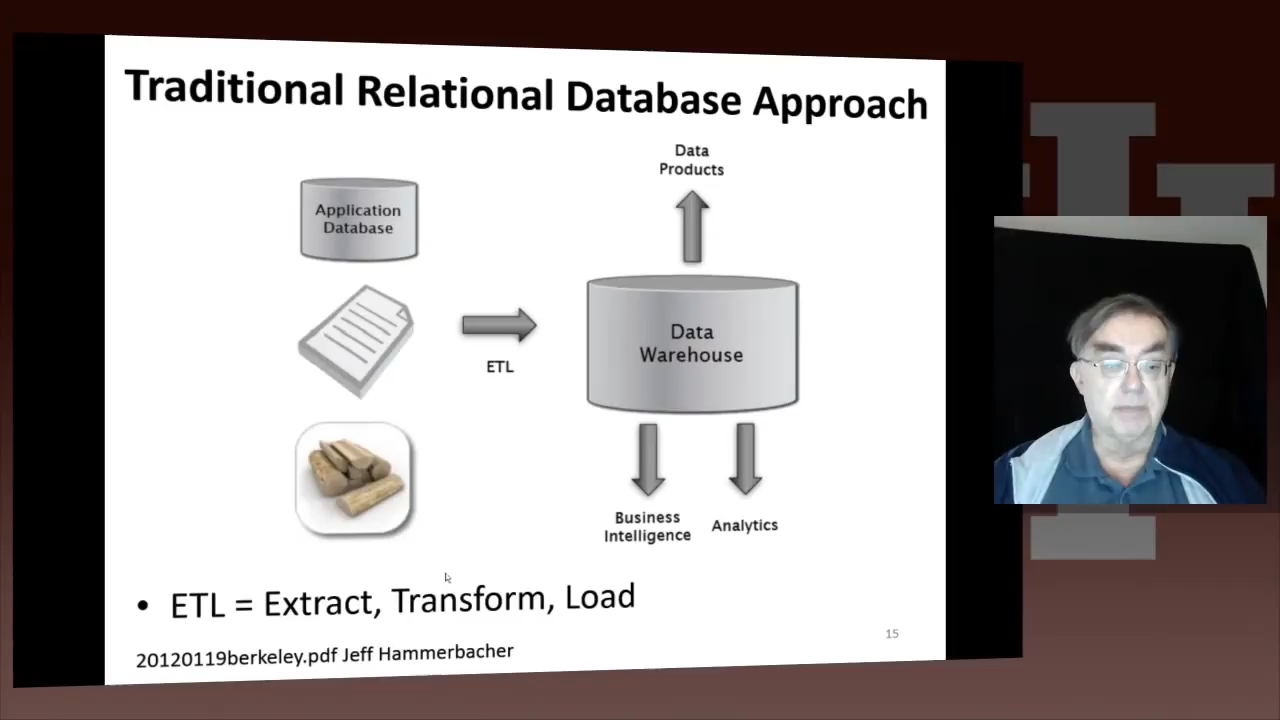 Traditional Relational Database Approach
Application
Database
ETL
Data
Products
Data
Warehouse
Business
Intelligence
Analytics
• ETL = Extract, Transform, Load
20120119berkeley.pdf Jeff Hammerbacher
15